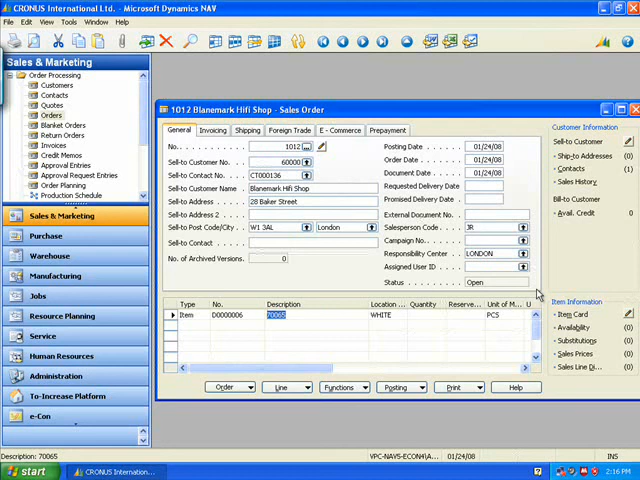 CRONUS International Ltd. - Microsoft Dynamics NAV
File Edit View Tools Window Help
Sales & Marketing
Order Processing
Customers
Contacts
Quotes
Orders
Blanket Orders
Return Orders
Invoices
Credit Memos
Approval Entries
Approval Request Entries
Order Planning
Production Schedule
Sales & Marketing
Purchase
Warehouse
Manufacturing
Jobs
Resource Planning
Service
Human Resources
Administration
To-Increase Platform
e-Con
1012 Blanemark Hifi Shop - Sales Order
General Invoicing Shipping Foreign Trade E - Commerce Prepayment
No. 1012
Sell-to Customer No. 60000
Sell-to Contact No. CT000136
Sell-to Customer Name Blanemark Hifi Shop
Sell-to Address 28 Baker Street
Sell-to Address 2
Sell-to Post Code/City W1 3AL London
Sell-to Contact
No. of Archived Versions 0
Posting Date 01/24/08
Order Date 01/24/08
Document Date 01/24/08
Requested Delivery Date
Promised Delivery Date
External Document No.
Salesperson Code JR
Campaign No.
Responsibility Center LONDON
Assigned User ID
Status Open
Type No. Description Location ... Quantity Reserve... Unit of M... U
Item D0000006 70065 WHITE PCS
Order Line Functions Posting Print Help
Customer Information
Sell-to Customer
Ship-to Addresses (0)
Contacts (1)
Sales History
Bill-to Customer
Avail. Credit 0
Item Information
Item Card
Availability (0)
Substitutions (0)
Sales Prices (0)
Sales Line Di... (0)
Description: 70065 VPC-NAV5-ECON4\A... 01/24/08 INS
start CRONUS Internation... 2:16 PM